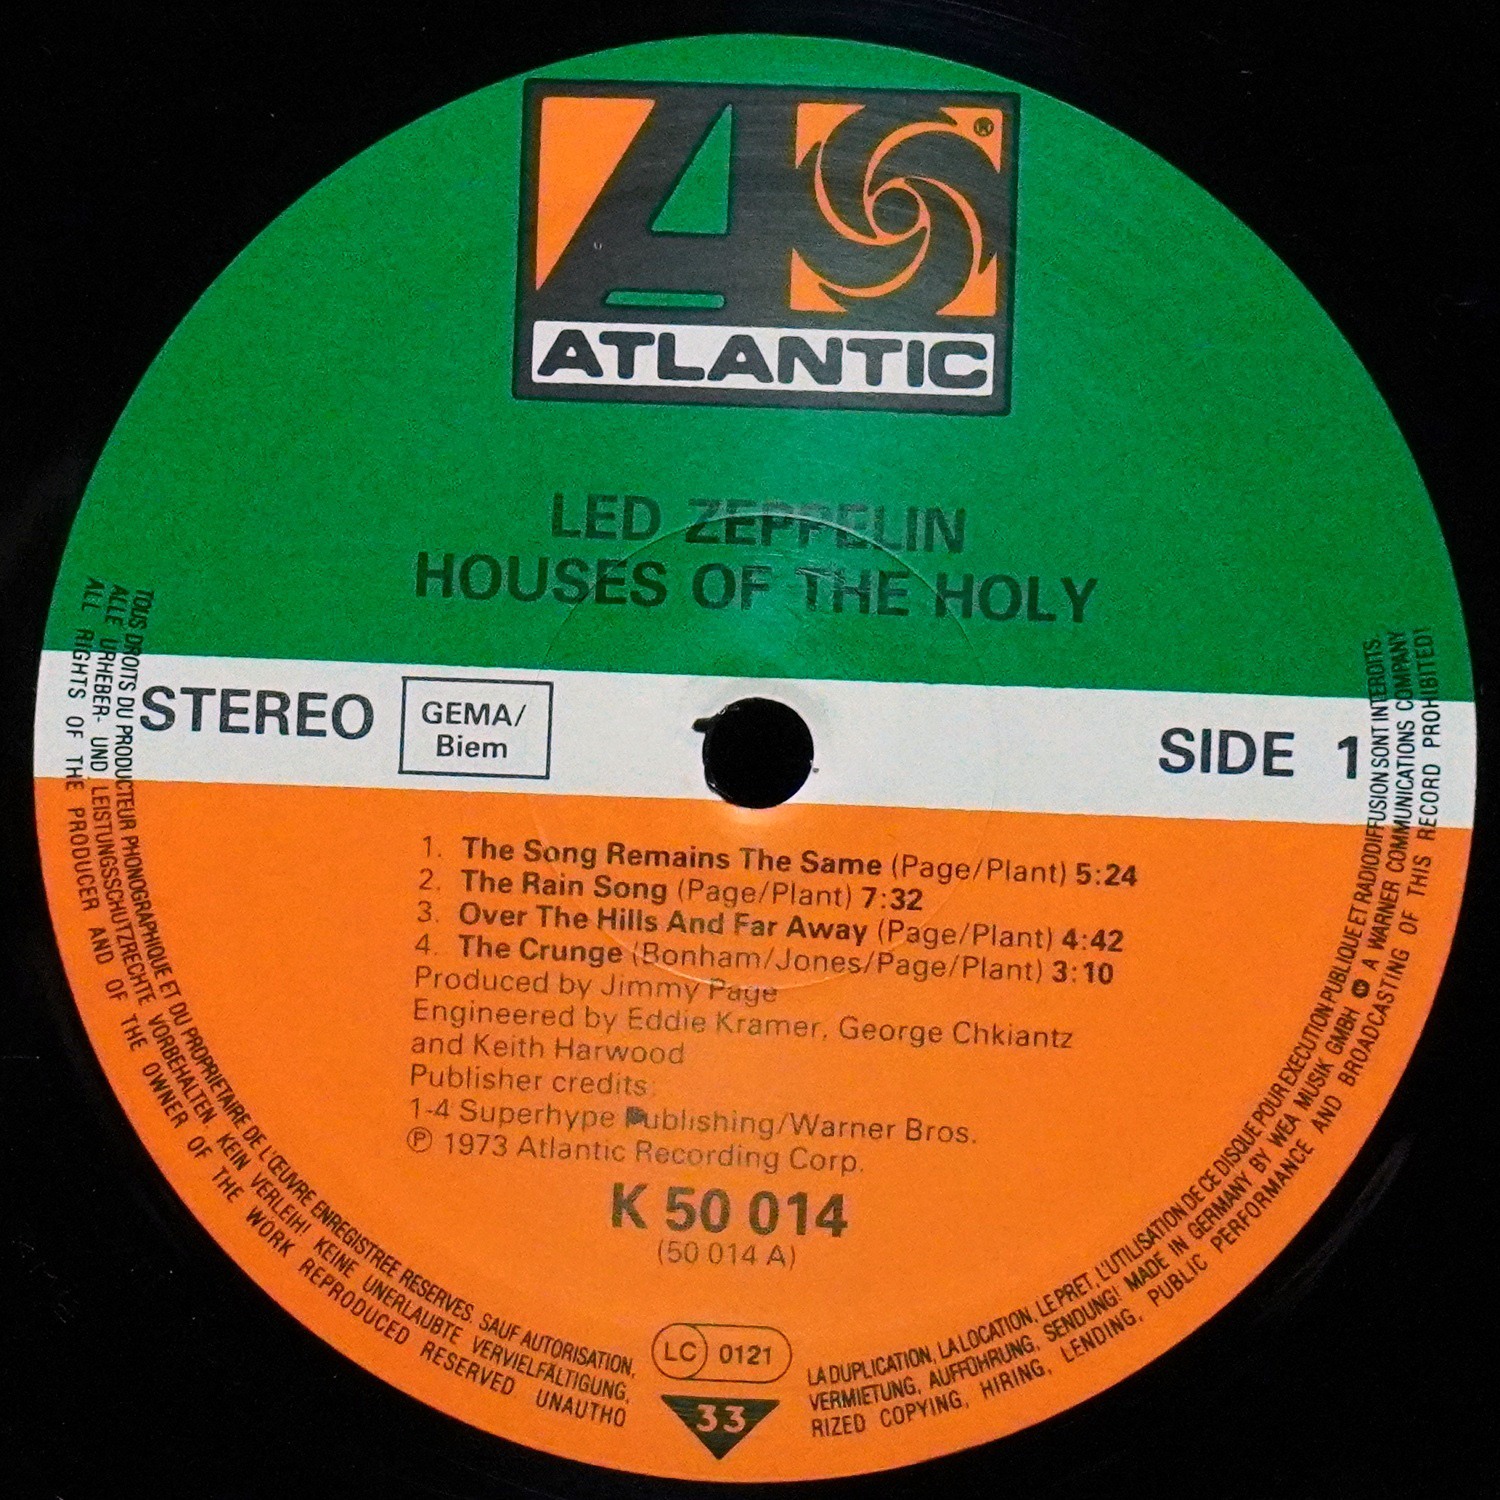 ®
ATLANTIC
LED ZEPPELIN
HOUSES OF THE HOLY
STEREO
GEMA/
Biem
SIDE 1
1. The Song Remains The Same (Page/Plant) 5:24
2. The Rain Song (Page/Plant) 7:32
3. Over The Hills And Far Away (Page/Plant) 4:42
4. The Crunge (Bonham/Jones/Page/Plant) 3:10
Produced by Jimmy Page
Engineered by Eddie Kramer, George Chkiantz
and Keith Harwood
Publisher credits:
1-4 Superhype Publishing/Warner Bros.
℗ 1973 Atlantic Recording Corp.
K 50 014
(50 014 A)
LC 0121
33
TOUS DROITS DU PRODUCTEUR PHONOGRAPHIQUE ET DU PROPRIETAIRE DE L'ŒUVRE ENREGISTREE RESERVES. SAUF AUTORISATION, LA DUPLICATION, LA LOCATION, LE PRET, L'UTILISATION DE CE DISQUE POUR EXECUTION PUBLIQUE ET RADIODIFFUSION SONT INTERDITS.
ALLE URHEBER- UND LEISTUNGSSCHUTZRECHTE VORBEHALTEN. KEIN VERLEIH! KEINE UNERLAUBTE VERVIELFÄLTIGUNG, VERMIETUNG, AUFFÜHRUNG, SENDUNG! MADE IN GERMANY BY WEA MUSIK GMBH A WARNER COMMUNICATIONS COMPANY
ALL RIGHTS OF THE PRODUCER AND OF THE OWNER OF THE WORK REPRODUCED RESERVED UNAUTHORIZED COPYING, HIRING, LENDING, PUBLIC PERFORMANCE AND BROADCASTING OF THIS RECORD PROHIBITED!